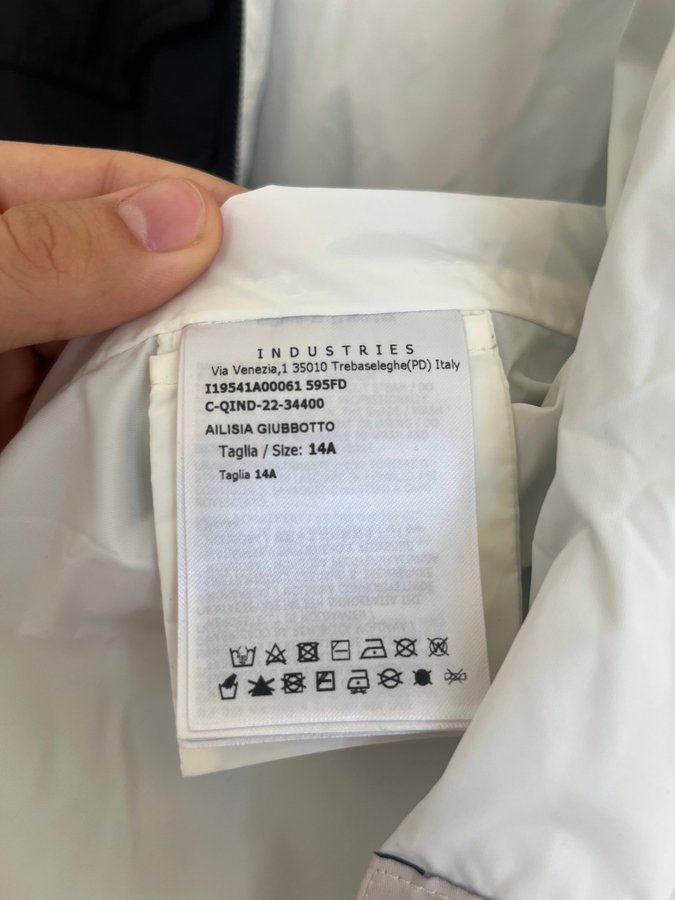 INDUSTRIES
Via Venezia,1 35010 Trebaseleghe(PD) Italy
I19541A00061 595FD
C-QIND-22-34400
AILISIA GIUBBOTTO
Taglia / Size: 14A
Taglia 14A